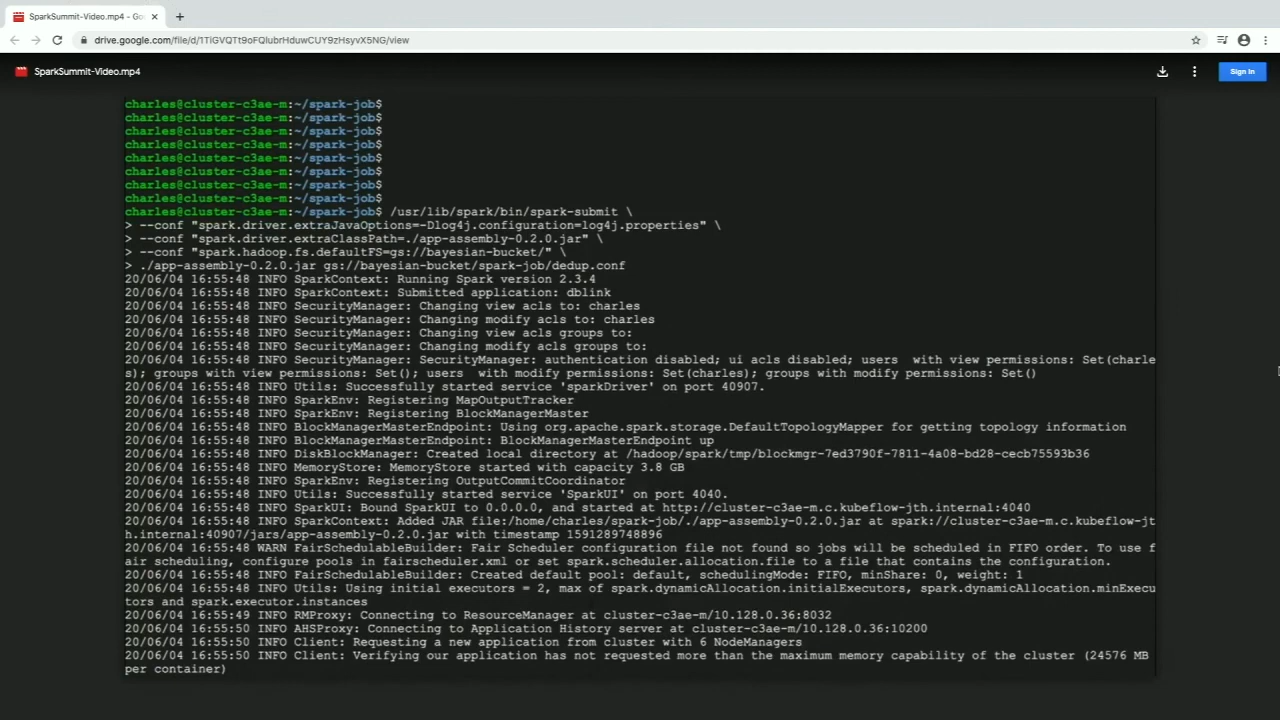 SparkSummit-Video.mp4 - Go
drive.google.com/file/d/1TiGVQTt9oFQIubrHduwCUY9zHsyvX5NG/view
SparkSummit-Video.mp4
Sign in
charles@cluster-c3ae-m:~/spark-job$
charles@cluster-c3ae-m:~/spark-job$
charles@cluster-c3ae-m:~/spark-job$
charles@cluster-c3ae-m:~/spark-job$
charles@cluster-c3ae-m:~/spark-job$
charles@cluster-c3ae-m:~/spark-job$
charles@cluster-c3ae-m:~/spark-job$
charles@cluster-c3ae-m:~/spark-job$
charles@cluster-c3ae-m:~/spark-job$ /usr/lib/spark/bin/spark-submit \
> --conf "spark.driver.extraJavaOptions=-Dlog4j.configuration=log4j.properties" \
> --conf "spark.driver.extraClassPath=./app-assembly-0.2.0.jar" \
> --conf "spark.hadoop.fs.defaultFS=gs://bayesian-bucket/" \
> ./app-assembly-0.2.0.jar gs://bayesian-bucket/spark-job/dedup.conf
20/06/04 16:55:48 INFO SparkContext: Running Spark version 2.3.4
20/06/04 16:55:48 INFO SparkContext: Submitted application: dblink
20/06/04 16:55:48 INFO SecurityManager: Changing view acls to: charles
20/06/04 16:55:48 INFO SecurityManager: Changing modify acls to: charles
20/06/04 16:55:48 INFO SecurityManager: Changing view acls groups to:
20/06/04 16:55:48 INFO SecurityManager: Changing modify acls groups to:
20/06/04 16:55:48 INFO SecurityManager: SecurityManager: authentication disabled; ui acls disabled; users  with view permissions: Set(charle
s); groups with view permissions: Set(); users  with modify permissions: Set(charles); groups with modify permissions: Set()
20/06/04 16:55:48 INFO Utils: Successfully started service 'sparkDriver' on port 40907.
20/06/04 16:55:48 INFO SparkEnv: Registering MapOutputTracker
20/06/04 16:55:48 INFO SparkEnv: Registering BlockManagerMaster
20/06/04 16:55:48 INFO BlockManagerMasterEndpoint: Using org.apache.spark.storage.DefaultTopologyMapper for getting topology information
20/06/04 16:55:48 INFO BlockManagerMasterEndpoint: BlockManagerMasterEndpoint up
20/06/04 16:55:48 INFO DiskBlockManager: Created local directory at /hadoop/spark/tmp/blockmgr-7ed3790f-7811-4a08-bd28-cecb75593b36
20/06/04 16:55:48 INFO MemoryStore: MemoryStore started with capacity 3.8 GB
20/06/04 16:55:48 INFO SparkEnv: Registering OutputCommitCoordinator
20/06/04 16:55:48 INFO Utils: Successfully started service 'SparkUI' on port 4040.
20/06/04 16:55:48 INFO SparkUI: Bound SparkUI to 0.0.0.0, and started at http://cluster-c3ae-m.c.kubeflow-jth.internal:4040
20/06/04 16:55:48 INFO SparkContext: Added JAR file:/home/charles/spark-job/./app-assembly-0.2.0.jar at spark://cluster-c3ae-m.c.kubeflow-jt
h.internal:40907/jars/app-assembly-0.2.0.jar with timestamp 1591289748896
20/06/04 16:55:48 WARN FairSchedulableBuilder: Fair Scheduler configuration file not found so jobs will be scheduled in FIFO order. To use f
air scheduling, configure pools in fairscheduler.xml or set spark.scheduler.allocation.file to a file that contains the configuration.
20/06/04 16:55:48 INFO FairSchedulableBuilder: Created default pool: default, schedulingMode: FIFO, minShare: 0, weight: 1
20/06/04 16:55:48 INFO Utils: Using initial executors = 2, max of spark.dynamicAllocation.initialExecutors, spark.dynamicAllocation.minExecu
tors and spark.executor.instances
20/06/04 16:55:49 INFO RMProxy: Connecting to ResourceManager at cluster-c3ae-m/10.128.0.36:8032
20/06/04 16:55:50 INFO AHSProxy: Connecting to Application History server at cluster-c3ae-m/10.128.0.36:10200
20/06/04 16:55:50 INFO Client: Requesting a new application from cluster with 6 NodeManagers
20/06/04 16:55:50 INFO Client: Verifying our application has not requested more than the maximum memory capability of the cluster (24576 MB
per container)